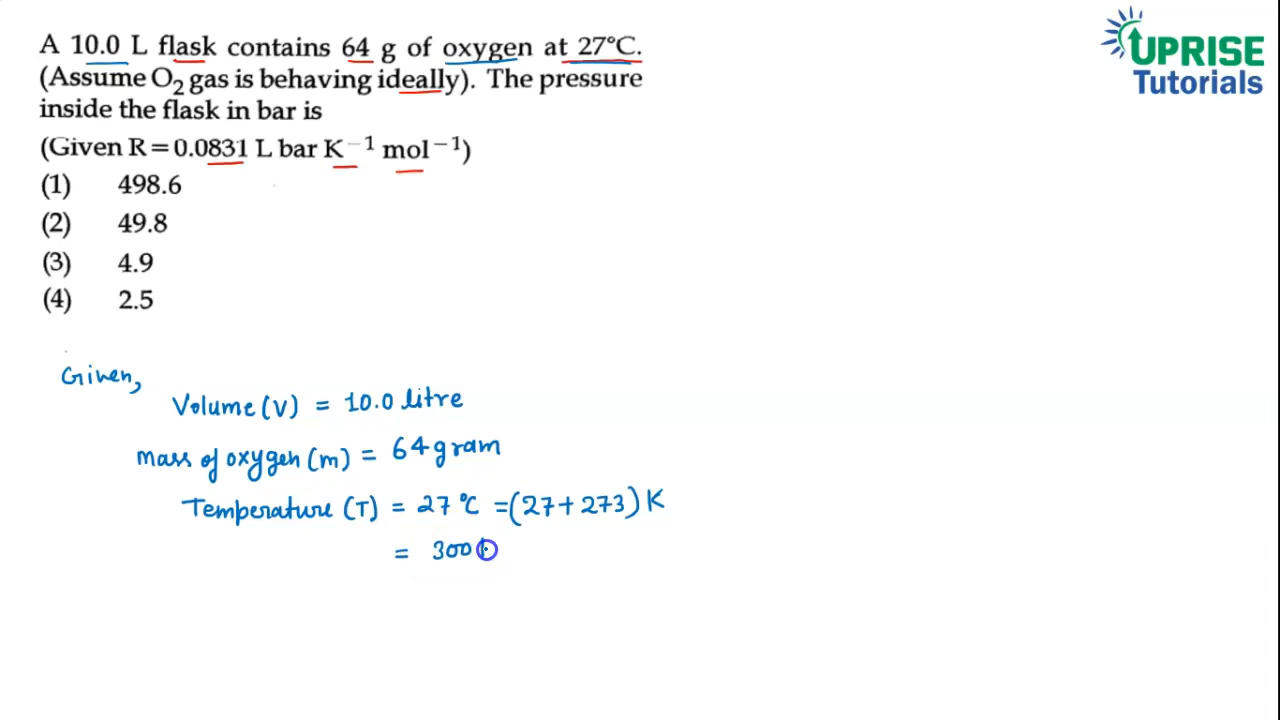 A 10.0 L flask contains 64 g of oxygen at 27°C.
(Assume O₂ gas is behaving ideally). The pressure
inside the flask in bar is
(Given R = 0.0831 L bar K⁻¹ mol⁻¹)
(1) 498.6
(2) 49.8
(3) 4.9
(4) 2.5
UPRISE
Tutorials
Given,
Volume (V) = 10.0 litre
Mass of oxygen (m) = 64 gram
Temperature (T) = 27 °C = (27 + 273) K
= 300